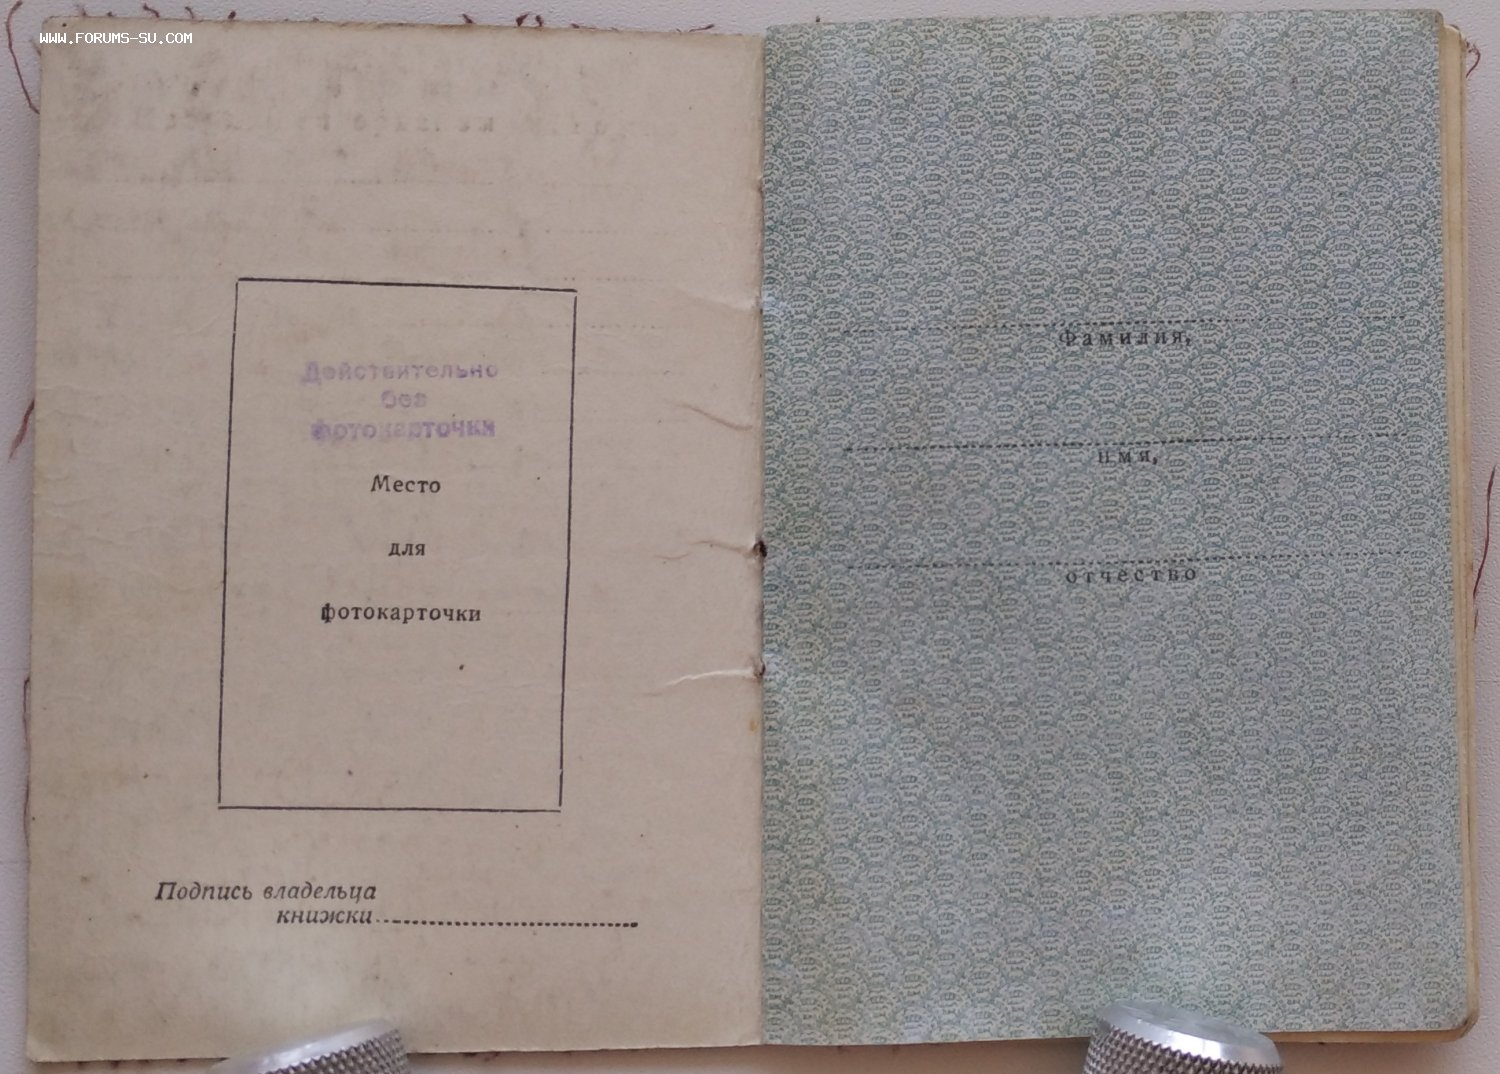 www.FORUMS-SU.COM
Действительно
без
фотокарточки
Место
для
фотокарточки
Подпись владельца
книжки
Фамилия,
имя,
отчество